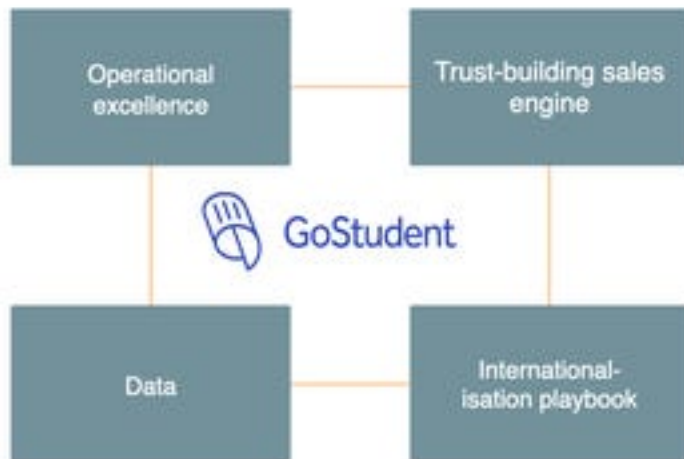 Operational
excellence
Trust-building sales
engine
GoStudent
Data
International-
isation playbook